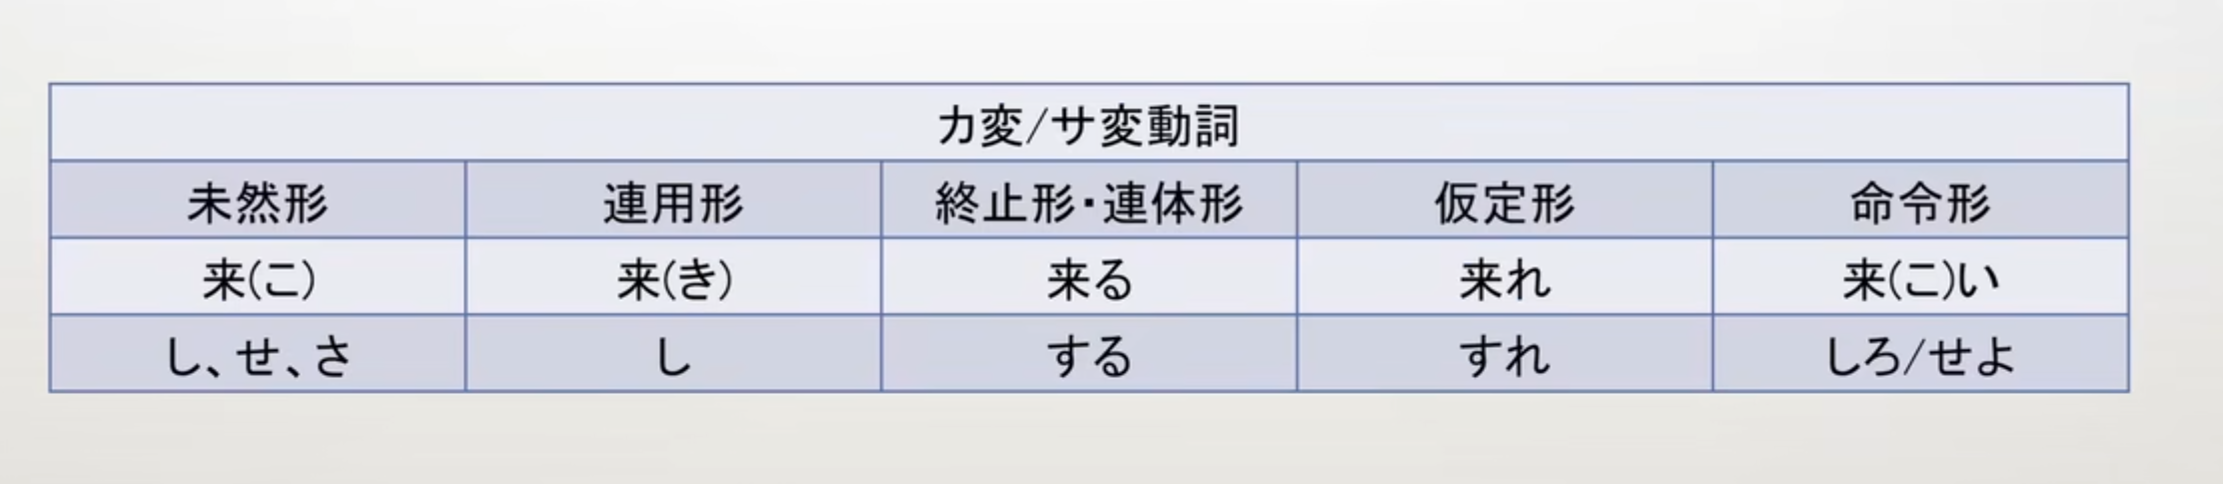 カ変/サ変動詞
未然形 連用形 終止形・連体形 仮定形 命令形
来(こ) 来(き) 来る 来れ 来(こ)い
し、せ、さ し する すれ しろ/せよ